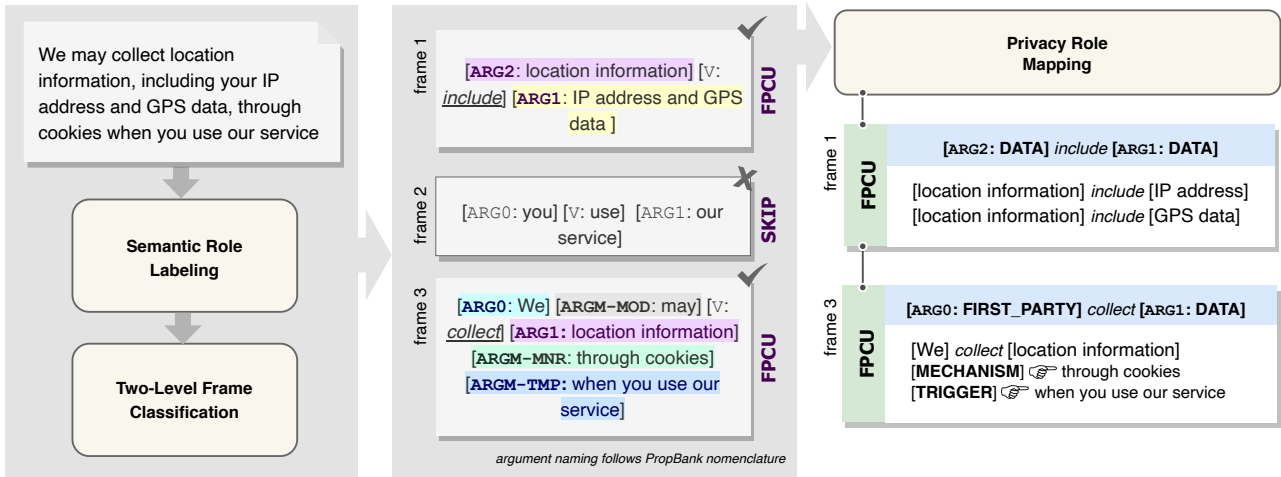 We may collect location
information, including your IP
address and GPS data, through
cookies when you use our service
Semantic Role
Labeling
Two-Level Frame
Classification
frame 1
[ARG2: location information] [V:
include] [ARG1: IP address and GPS
data ]
FPCU
frame 2
[ARG0: you] [V: use] [ARG1: our
service]
SKIP
frame 3
[ARG0: We] [ARGM-MOD: may] [V:
collect] [ARG1: location information]
[ARGM-MNR: through cookies]
[ARGM-TMP: when you use our
service]
FPCU
argument naming follows PropBank nomenclature
Privacy Role
Mapping
frame 1
FPCU
[ARG2: DATA] include [ARG1: DATA]
[location information] include [IP address]
[location information] include [GPS data]
frame 3
FPCU
[ARG0: FIRST_PARTY] collect [ARG1: DATA]
[We] collect [location information]
[MECHANISM] ☞ through cookies
[TRIGGER] ☞ when you use our service